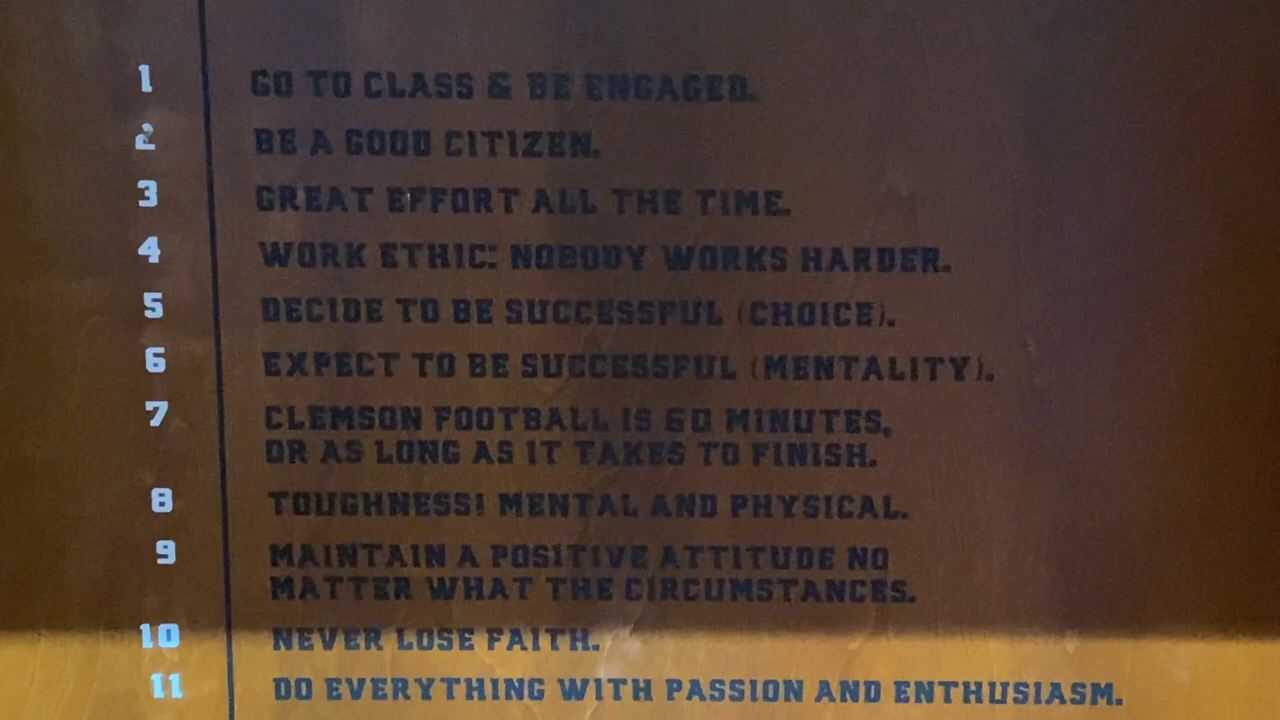 1 GO TO CLASS & BE ENGAGED.
2 BE A GOOD CITIZEN.
3 GREAT EFFORT ALL THE TIME.
4 WORK ETHIC: NOBODY WORKS HARDER.
5 DECIDE TO BE SUCCESSFUL (CHOICE).
6 EXPECT TO BE SUCCESSFUL (MENTALITY).
7 CLEMSON FOOTBALL IS 60 MINUTES,
OR AS LONG AS IT TAKES TO FINISH.
8 TOUGHNESS! MENTAL AND PHYSICAL.
9 MAINTAIN A POSITIVE ATTITUDE NO
MATTER WHAT THE CIRCUMSTANCES.
10 NEVER LOSE FAITH.
11 DO EVERYTHING WITH PASSION AND ENTHUSIASM.